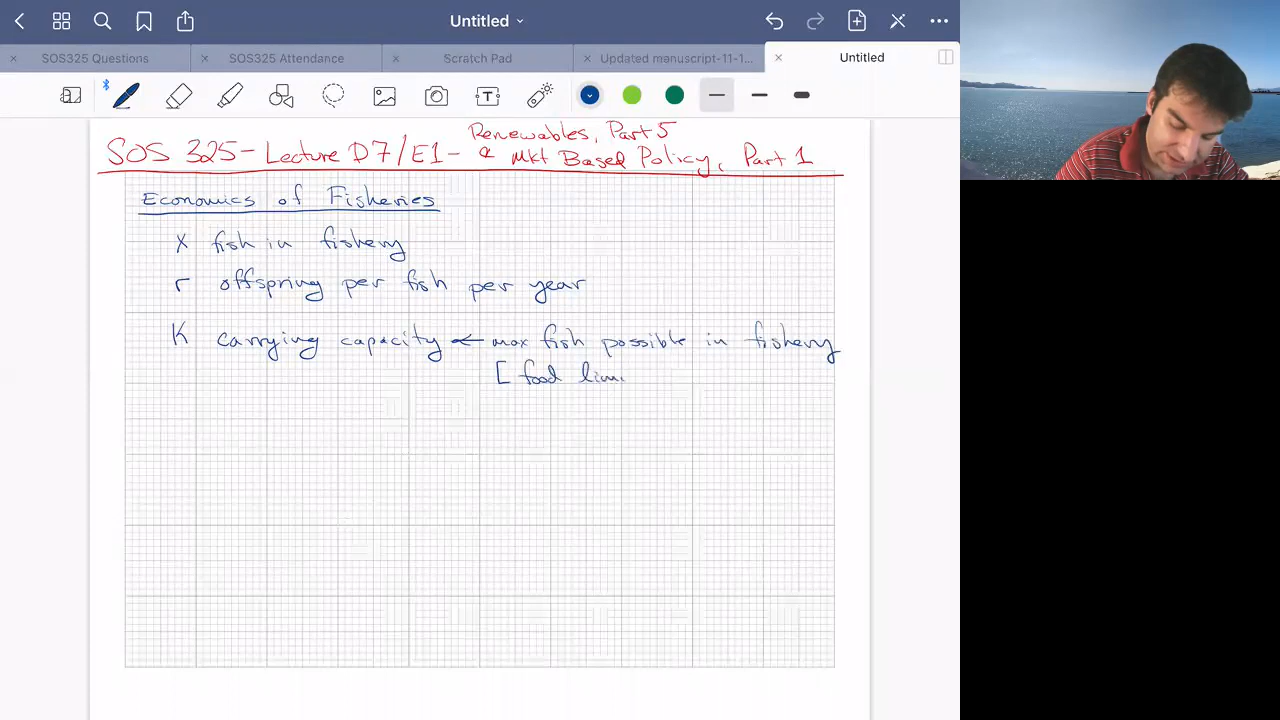 Untitled
SOS325 Questions
SOS325 Attendance
Scratch Pad
Updated manuscript-11-1...
Untitled
Renewables, Part 5
SOS 325 - Lecture D7/E1 - & Mkt Based Policy, Part 1
Economics of Fisheries
X fish in fishery
r offspring per fish per year
K carrying capacity ← max fish possible in fishery
[ food lim